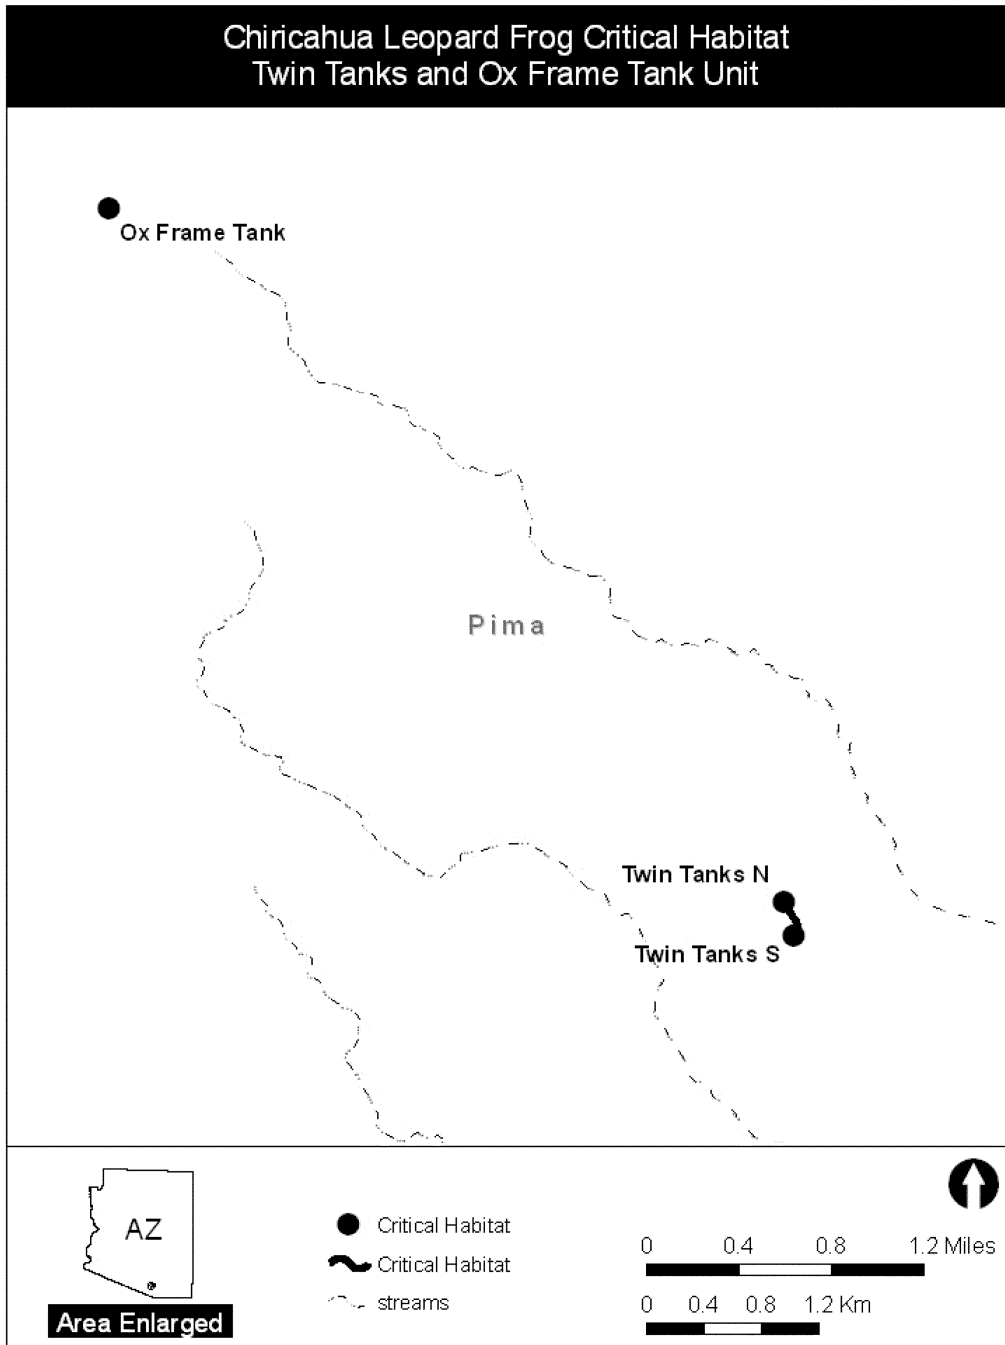 Chiricahua Leopard Frog Critical Habitat
Twin Tanks and Ox Frame Tank Unit
Ox Frame Tank
Pima
Twin Tanks N
Twin Tanks S
AZ
Area Enlarged
Critical Habitat
Critical Habitat
streams
0 0.4 0.8 1.2 Miles
0 0.4 0.8 1.2 Km